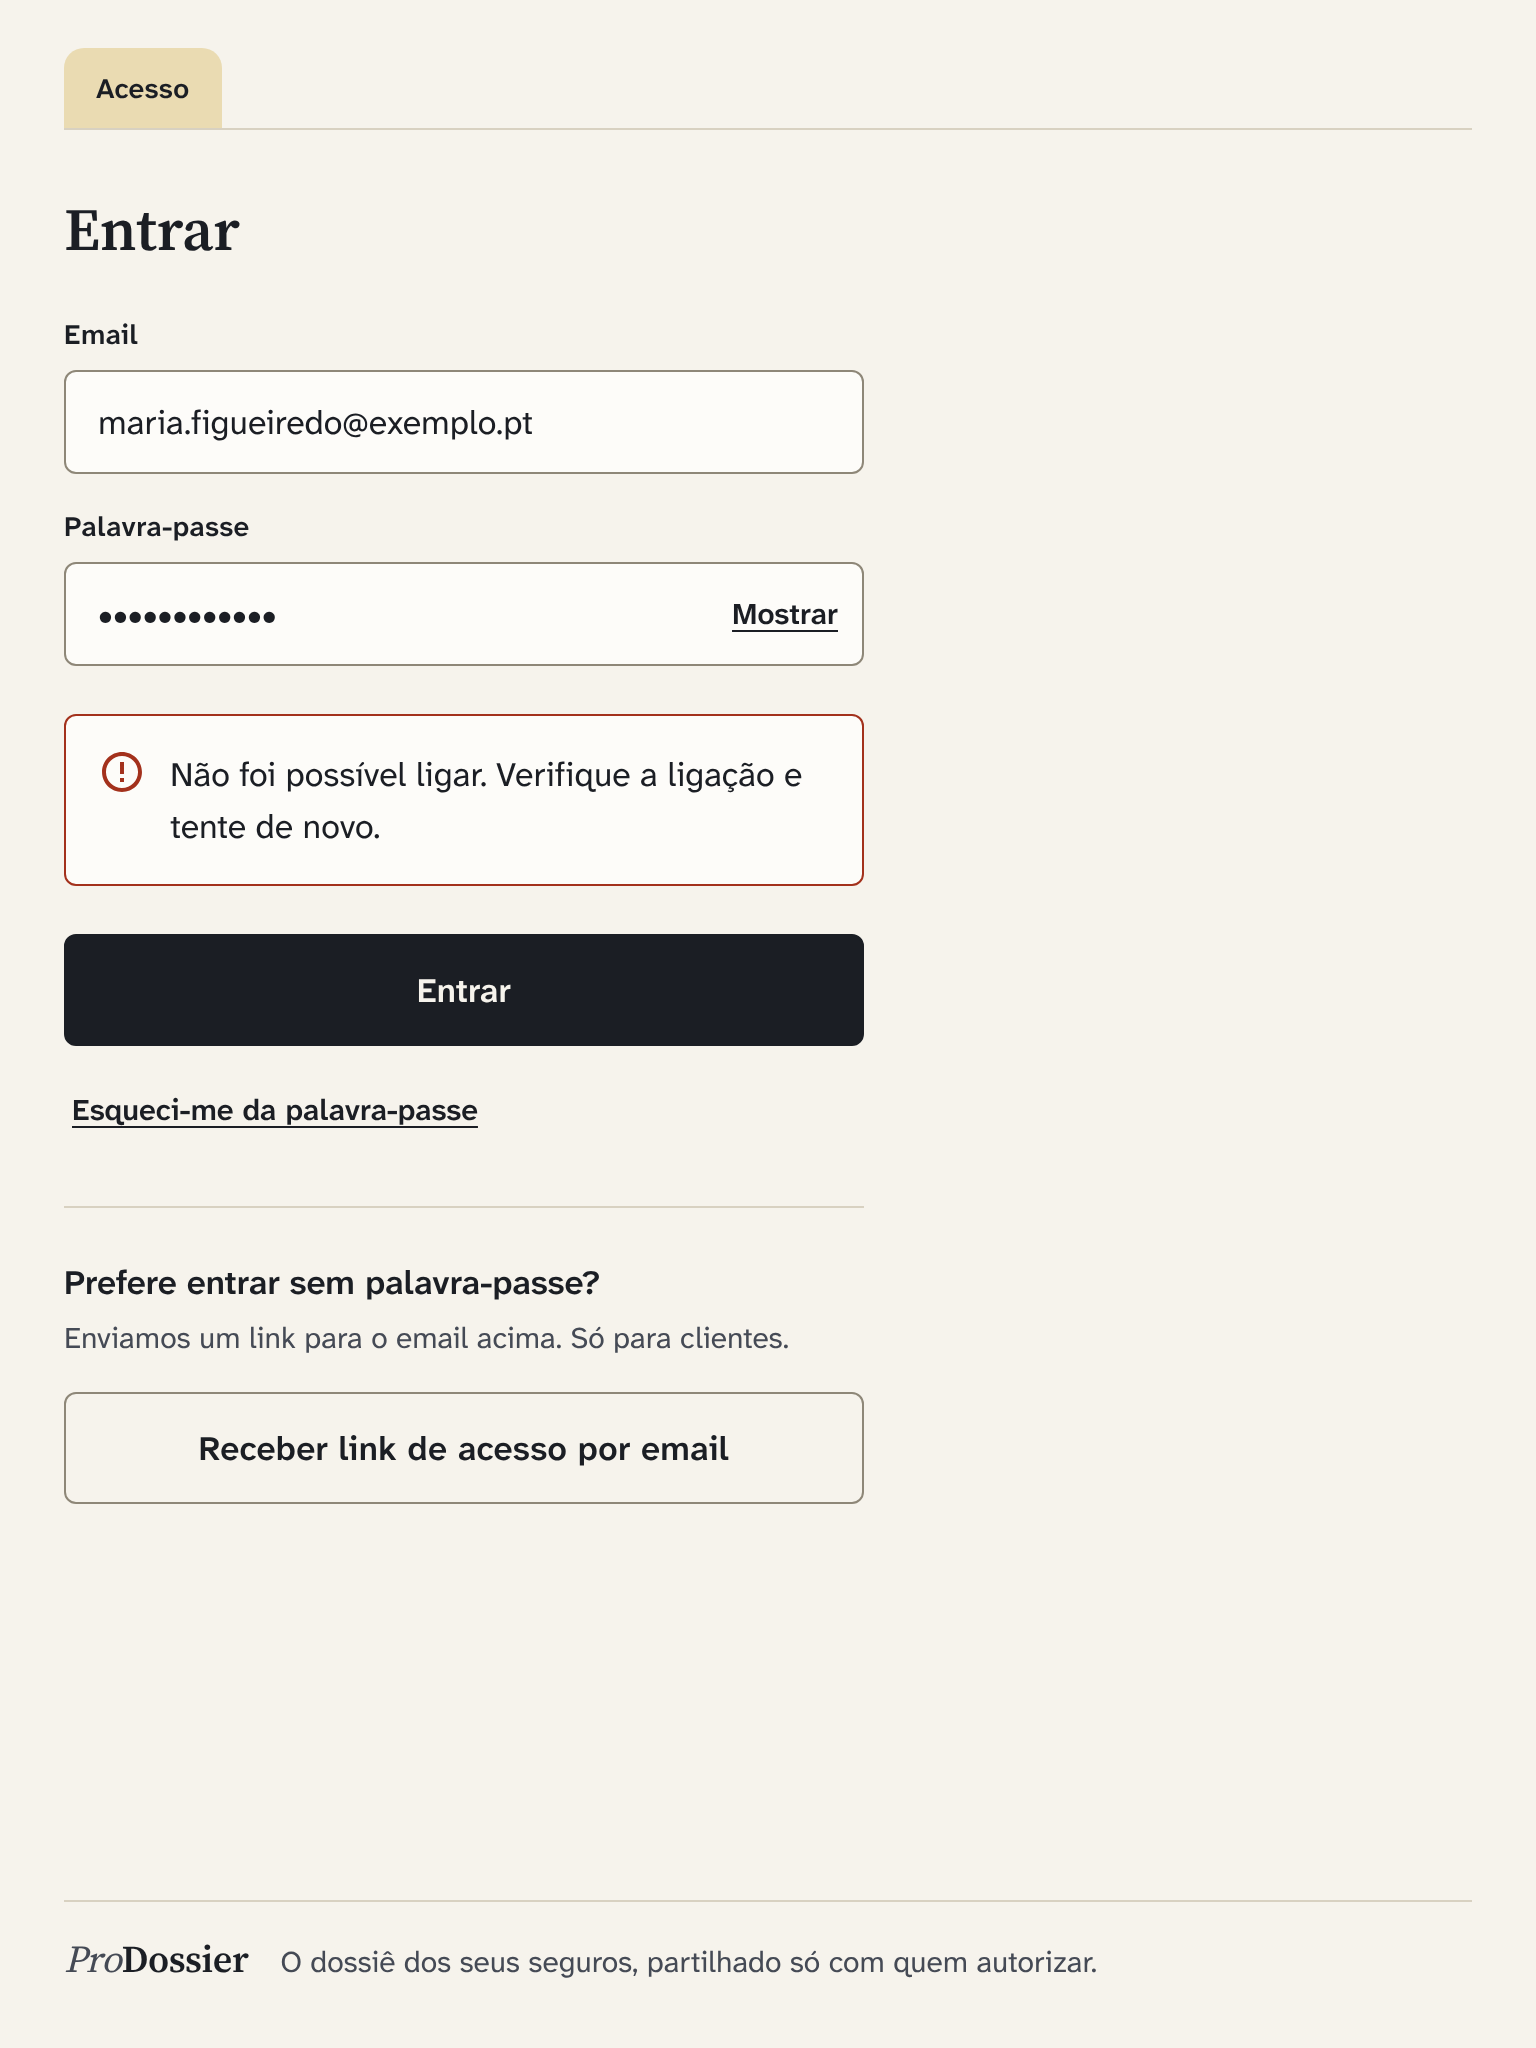 Acesso
Entrar
Email
maria.figueiredo@exemplo.pt
Palavra-passe
••••••••••••
Mostrar
Não foi possível ligar. Verifique a ligação e
tente de novo.
Entrar
Esqueci-me da palavra-passe
Prefere entrar sem palavra-passe?
Enviamos um link para o email acima. Só para clientes.
Receber link de acesso por email
ProDossier O dossiê dos seus seguros, partilhado só com quem autorizar.